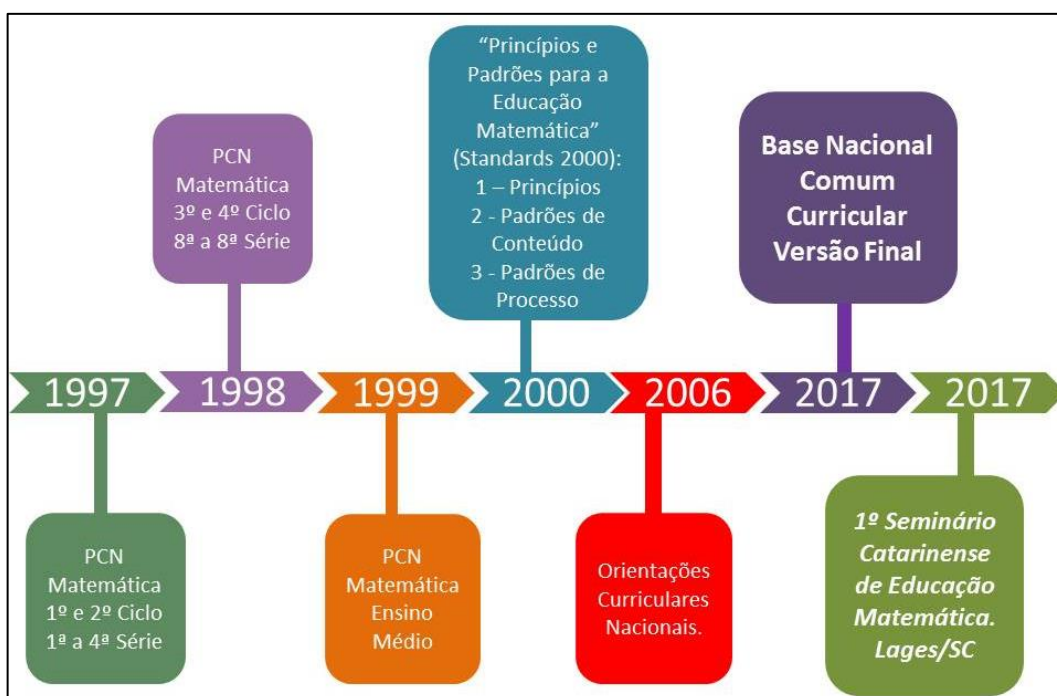 PCN
Matemática
3º e 4º Ciclo
8ª a 8ª Série
“Princípios e
Padrões para a
Educação
Matemática”
(Standards 2000):
1 – Princípios
2 - Padrões de
Conteúdo
3 - Padrões de
Processo
Base Nacional
Comum
Curricular
Versão Final
1997
1998
1999
2000
2006
2017
2017
PCN
Matemática
1º e 2º Ciclo
1ª a 4ª Série
PCN
Matemática
Ensino
Médio
Orientações
Curriculares
Nacionais.
1º Seminário
Catarinense
de Educação
Matemática.
Lages/SC